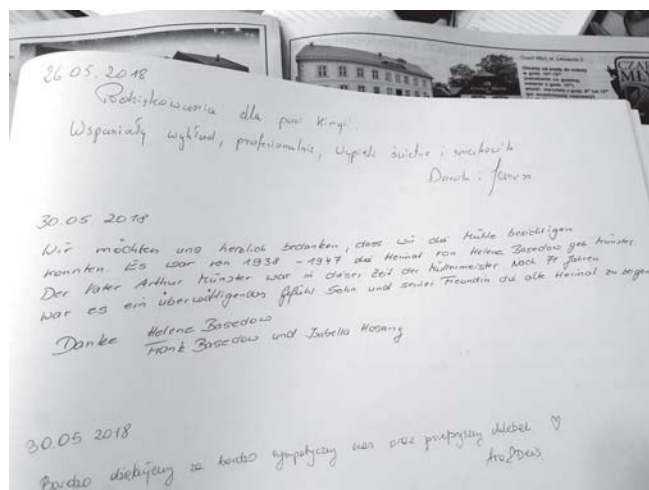 26.05.2018
Podziękowania dla pani Kingi.
Wspaniały wykład, profesjonalnie, wypieki świetne i smakowite
Dorota i Janusz
30.05.2018
Wir möchten uns herzlich bedanken, dass wir die Mühle besichtigen
konnten. Es war von 1938 - 1947 die Heimat von Helene Basedow geb. Münster
Der Vater Arthur Münster war in dieser Zeit der Müllermeister. Nach 71 Jahren
war es ein überwältigendes Gefühl Sohn und seiner Freundin die alte Heimat zu zeigen
Danke Helene Basedow
Frank Basedow und Isabella Hosang
30.05 2018
Bardzo dziękujemy za bardzo sympatyczny czas oraz przepyszny chlebek ♡